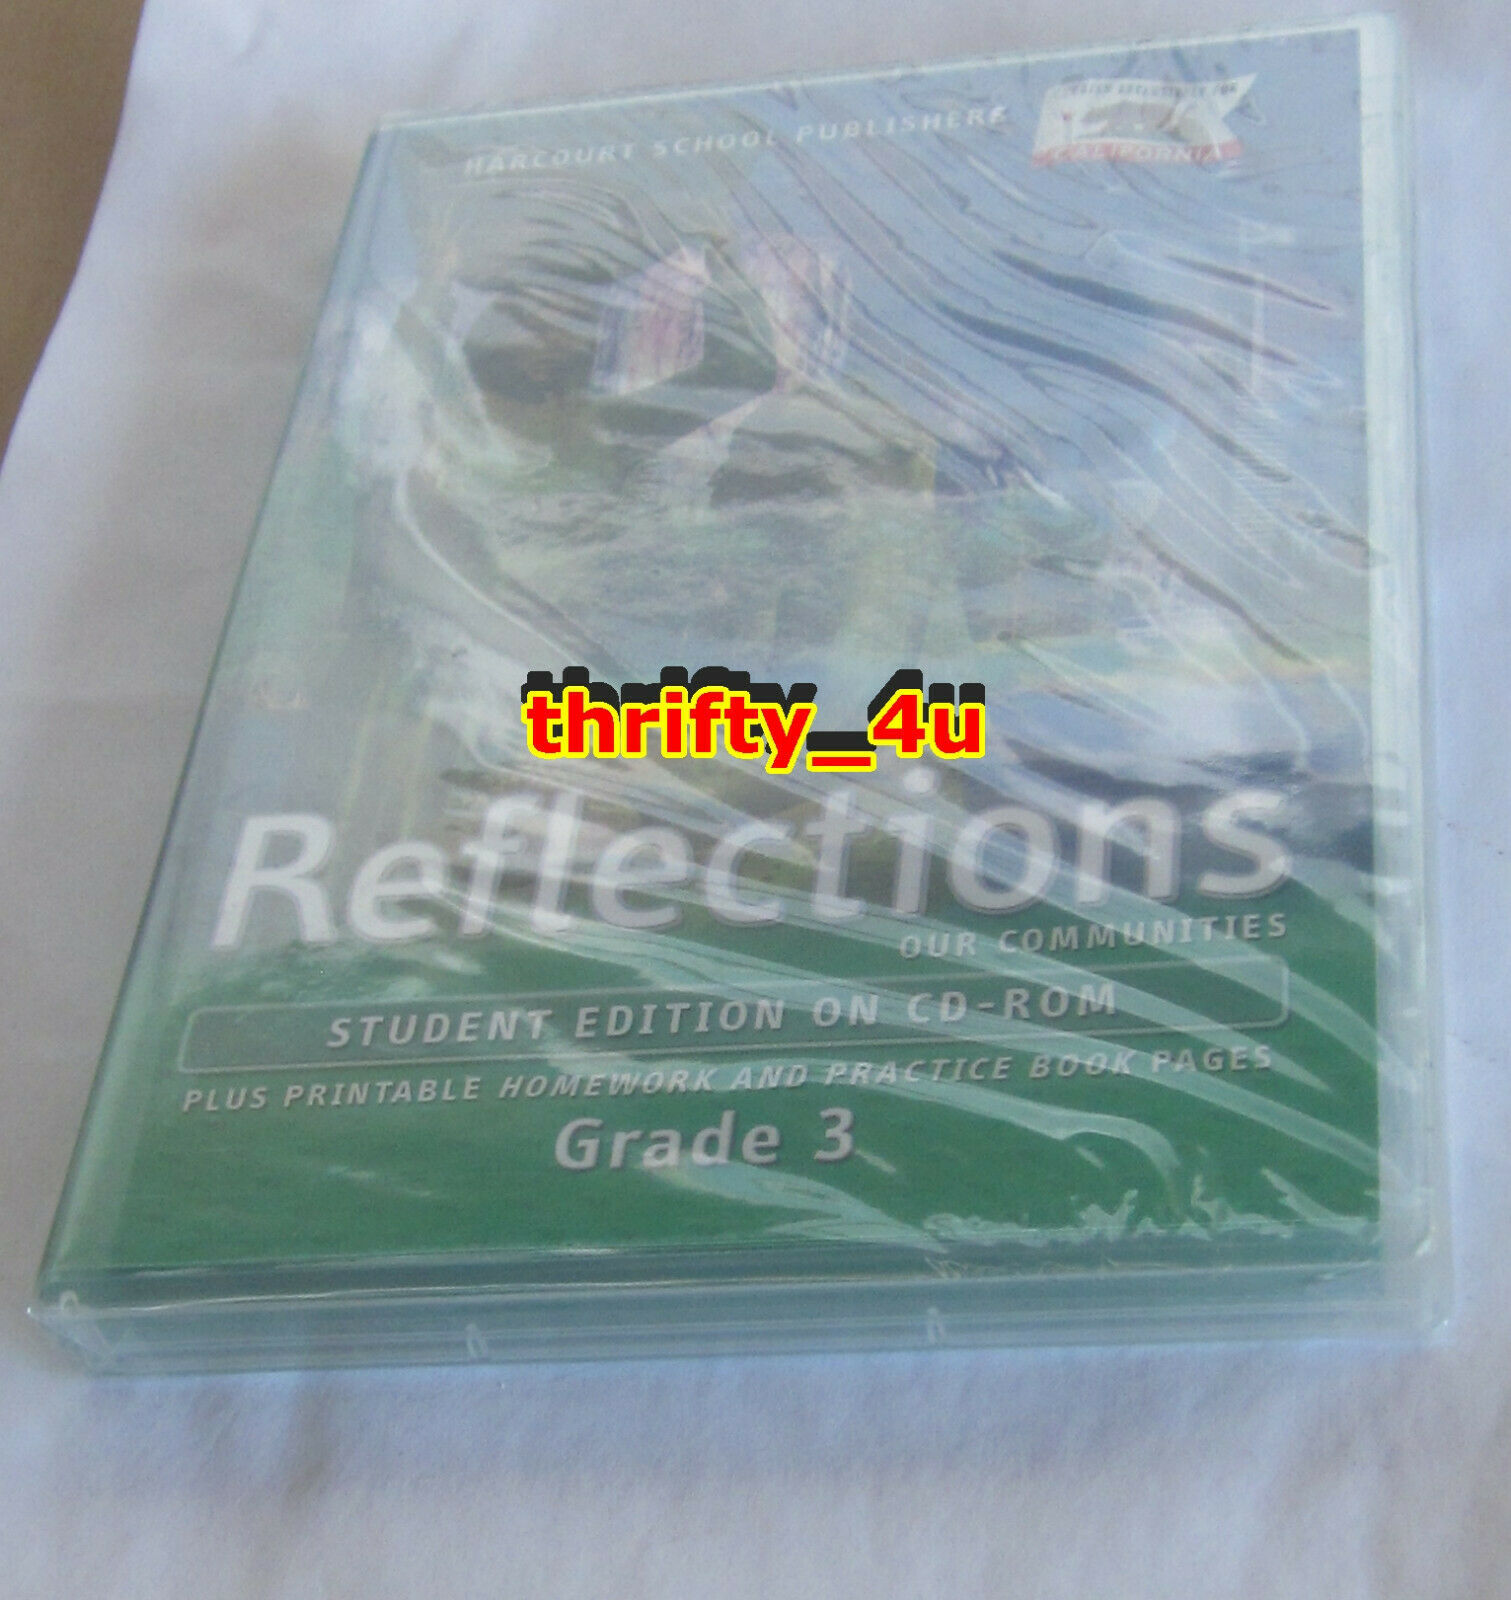 HARCOURT SCHOOL PUBLISHERS
CALIFORNIA
thrifty_4u
Reflections
OUR COMMUNITIES
STUDENT EDITION ON CD-ROM
PLUS PRINTABLE HOMEWORK AND PRACTICE BOOK PAGES
Grade 3